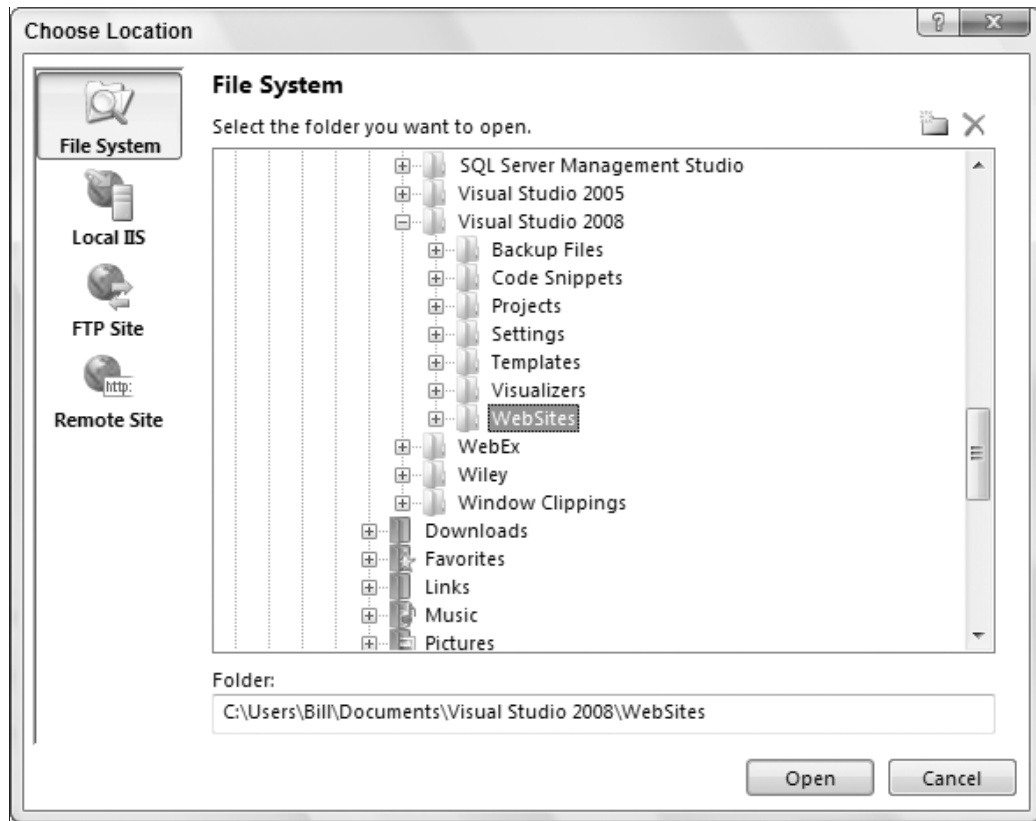 Choose Location
File System
Local IIS
FTP Site
http:
Remote Site
File System
Select the folder you want to open.
SQL Server Management Studio
Visual Studio 2005
Visual Studio 2008
Backup Files
Code Snippets
Projects
Settings
Templates
Visualizers
WebSites
WebEx
Wiley
Window Clippings
Downloads
Favorites
Links
Music
Pictures
Folder:
C:\Users\Bill\Documents\Visual Studio 2008\WebSites
Open
Cancel